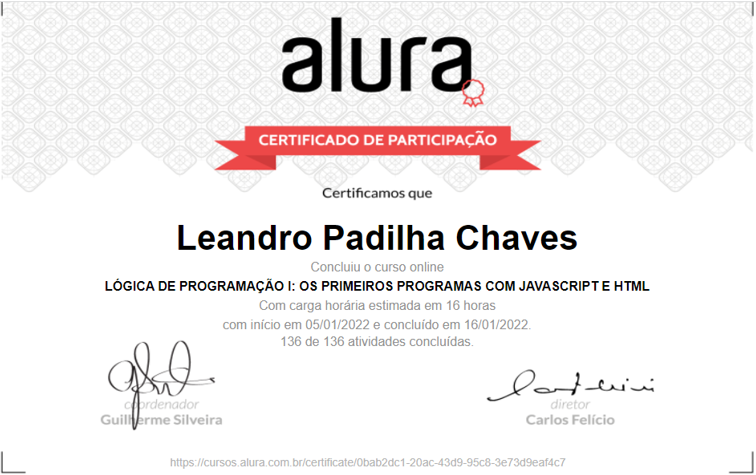 alura
CERTIFICADO DE PARTICIPAÇÃO
Certificamos que
Leandro Padilha Chaves
Concluiu o curso online
LÓGICA DE PROGRAMAÇÃO I: OS PRIMEIROS PROGRAMAS COM JAVASCRIPT E HTML
Com carga horária estimada em 16 horas
com início em 05/01/2022 e concluído em 16/01/2022.
136 de 136 atividades concluídas.
coordenador
Guilherme Silveira
diretor
Carlos Felício
https://cursos.alura.com.br/certificate/0bab2dc1-20ac-43d9-95c8-3e73d9eaf4c7